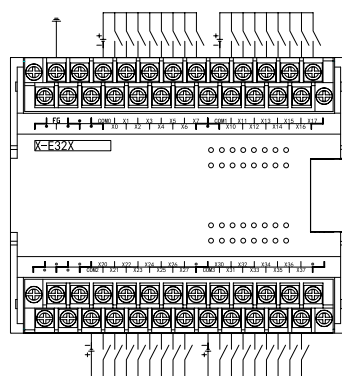 FG COM0 X1 X3 X5 X7 COM1 X11 X13 X15 X17
X0 X2 X4 X6 X10 X12 X14 X16
X-E32X
X20 X22 X24 X26 X30 X32 X34 X36
COM2 X21 X23 X25 X27 COM3 X31 X33 X35 X37